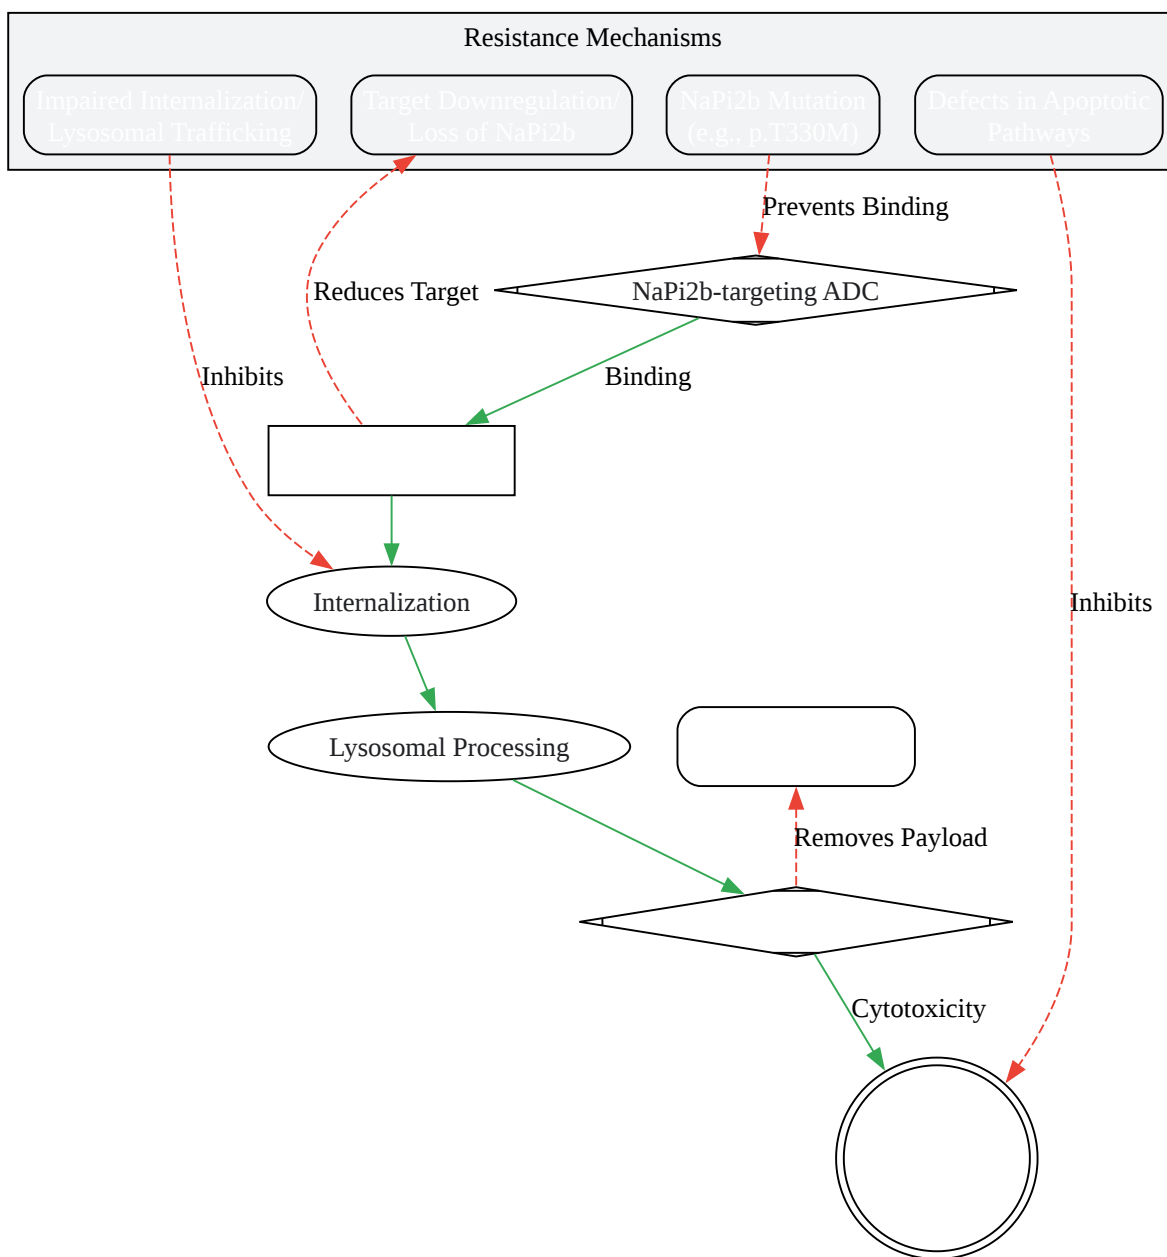 Resistance Mechanisms
Impaired Internalization/
Lysosomal Trafficking
Target Downregulation/
Loss of NaPi2b
NaPi2b Mutation
(e.g., p.T330M)
Defects in Apoptotic
Pathways
Prevents Binding
Reduces Target
NaPi2b-targeting ADC
Inhibits
Binding
Internalization
Inhibits
Lysosomal Processing
Removes Payload
Cytotoxicity